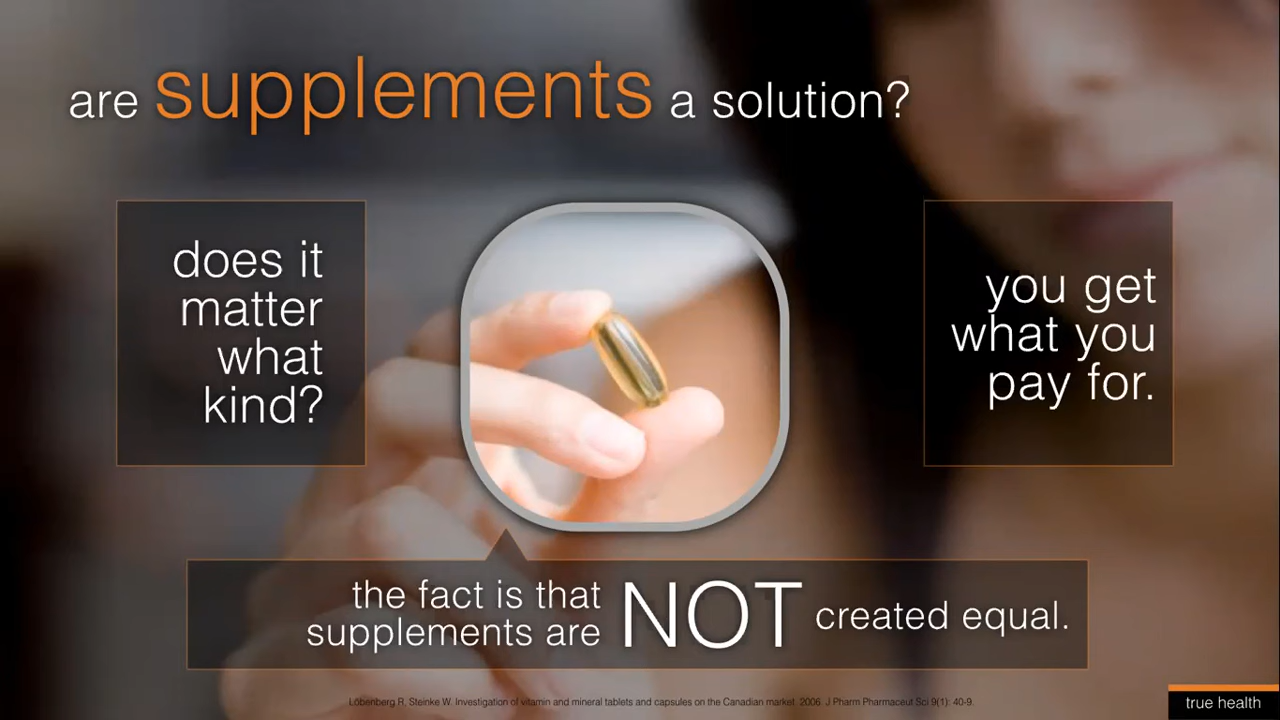 are supplements a solution?
does it
matter
what
kind?
you get
what you
pay for.
the fact is that
supplements are NOT created equal.
Löbenberg R, Steinke W. Investigation of vitamin and mineral tablets and capsules on the Canadian market. 2006. J Pharm Pharmaceut Sci 9(1): 40-9.
true health